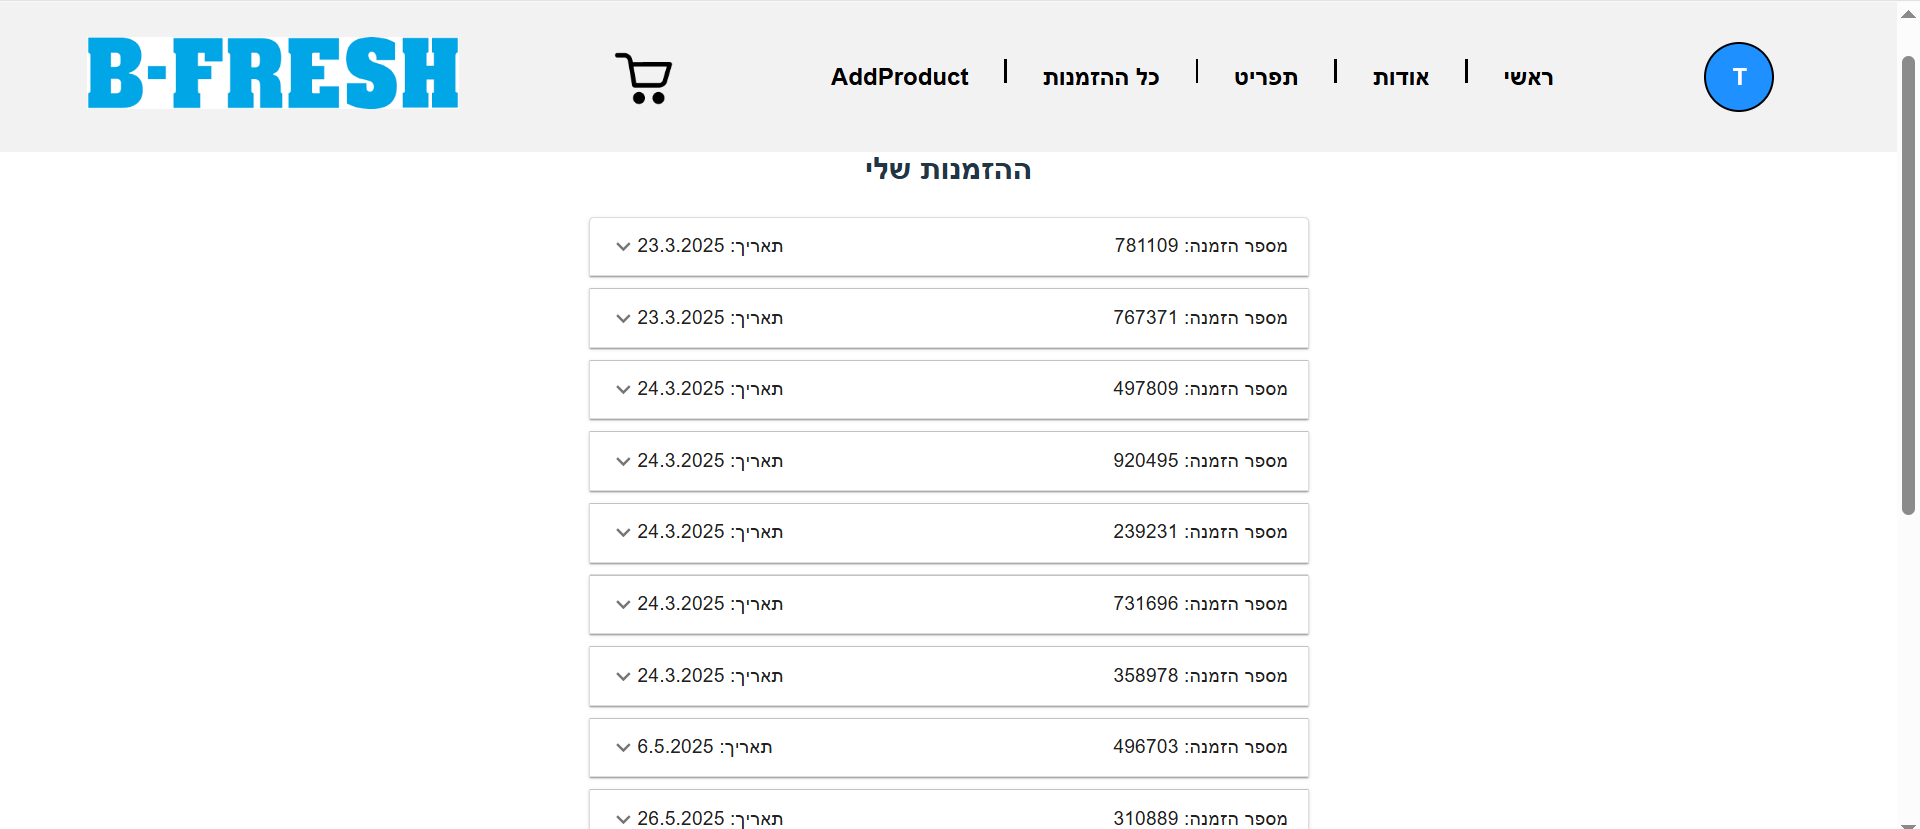 B-FRESH
T
ראשי | אודות | תפריט | כל ההזמנות | AddProduct
ההזמנות שלי
מספר הזמנה: 781109 תאריך: 23.3.2025
מספר הזמנה: 767371 תאריך: 23.3.2025
מספר הזמנה: 497809 תאריך: 24.3.2025
מספר הזמנה: 920495 תאריך: 24.3.2025
מספר הזמנה: 239231 תאריך: 24.3.2025
מספר הזמנה: 731696 תאריך: 24.3.2025
מספר הזמנה: 358978 תאריך: 24.3.2025
מספר הזמנה: 496703 תאריך: 6.5.2025
מספר הזמנה: 310889 תאריך: 26.5.2025